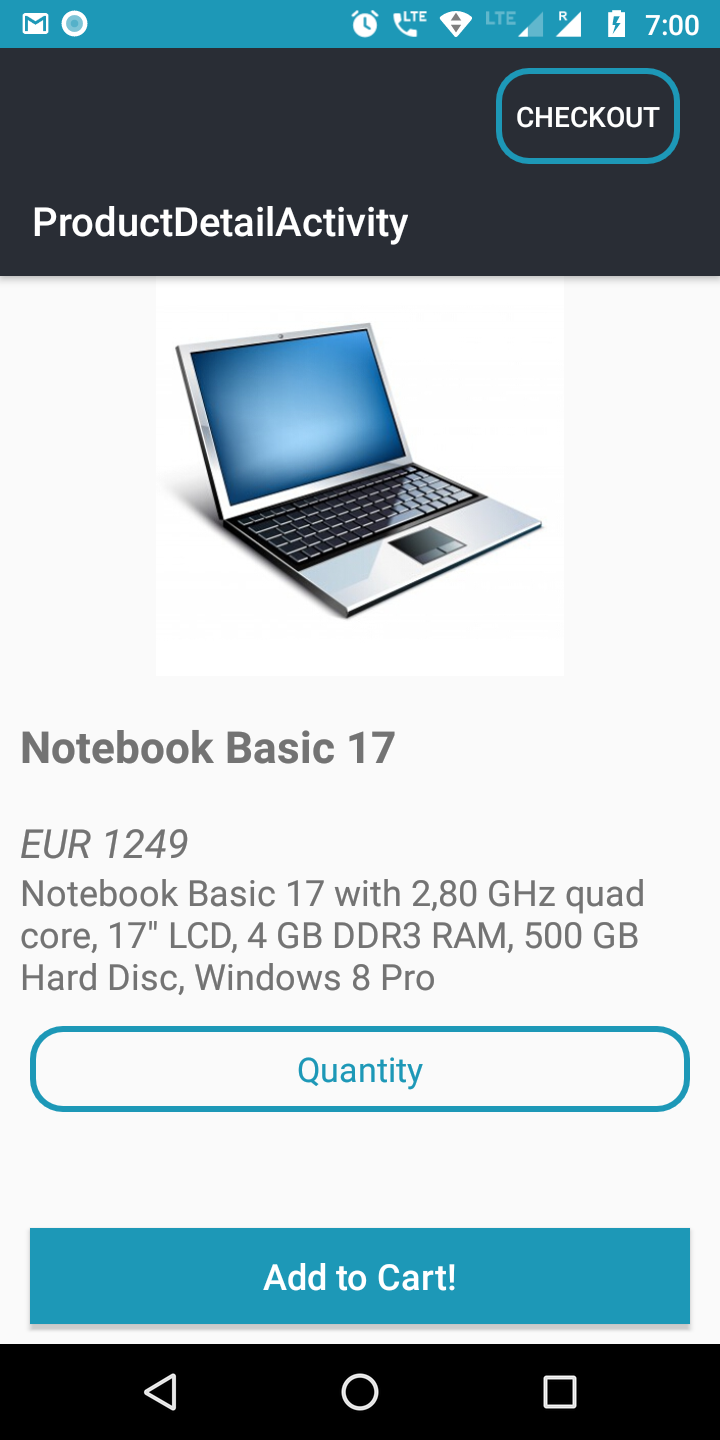 LTE LTE R 7:00
CHECKOUT
ProductDetailActivity
Notebook Basic 17
EUR 1249
Notebook Basic 17 with 2,80 GHz quad
core, 17" LCD, 4 GB DDR3 RAM, 500 GB
Hard Disc, Windows 8 Pro
Quantity
Add to Cart!